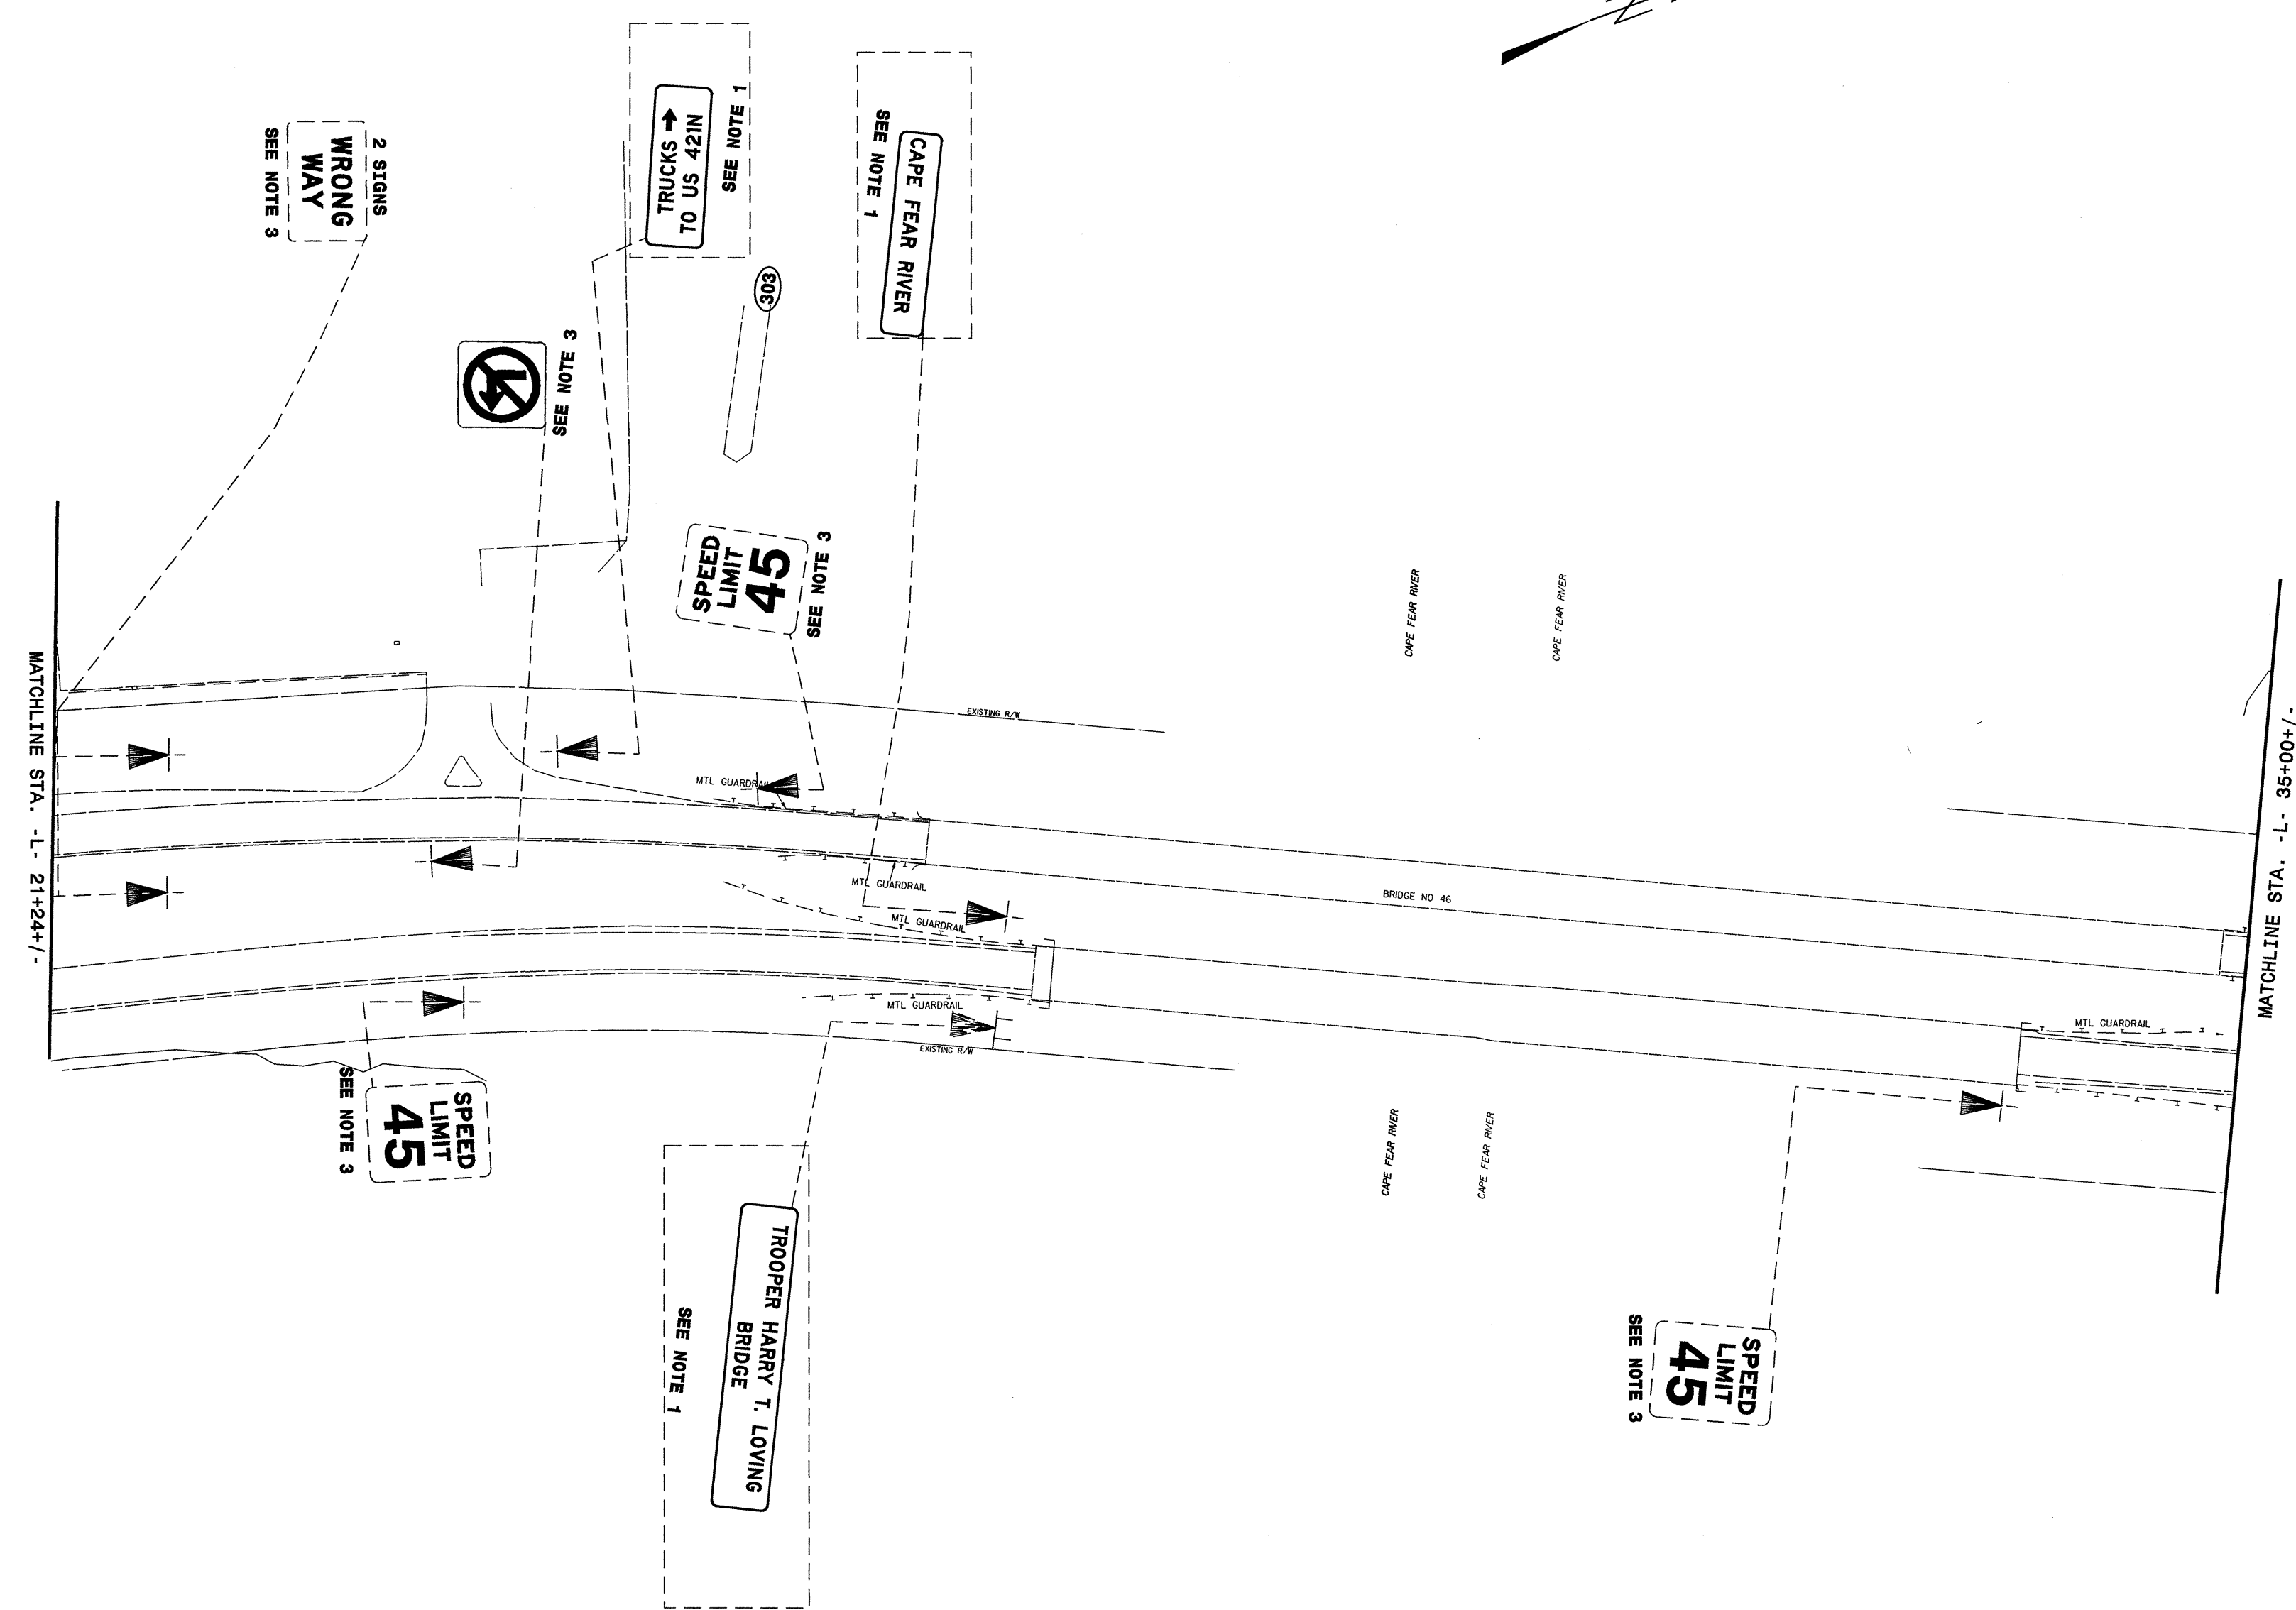 2 SIGNS
WRONG
WAY
SEE NOTE 3
TRUCKS →
TO US 421N
SEE NOTE 1
CAPE FEAR RIVER
SEE NOTE 1
303
SEE NOTE 3
SPEED
LIMIT
45
SEE NOTE 3
CAPE FEAR RIVER
CAPE FEAR RIVER
MATCHLINE STA. -L- 21+24+/-
MATCHLINE STA. -L- 35+00+/-
EXISTING R/W
MTL GUARDRAIL
MTL GUARDRAIL
MTL GUARDRAIL
BRIDGE NO 46
MTL GUARDRAIL
EXISTING R/W
MTL GUARDRAIL
SPEED
LIMIT
45
SEE NOTE 3
CAPE FEAR RIVER
CAPE FEAR RIVER
TROOPER HARRY T. LOVING
BRIDGE
SEE NOTE 1
SPEED
LIMIT
45
SEE NOTE 3